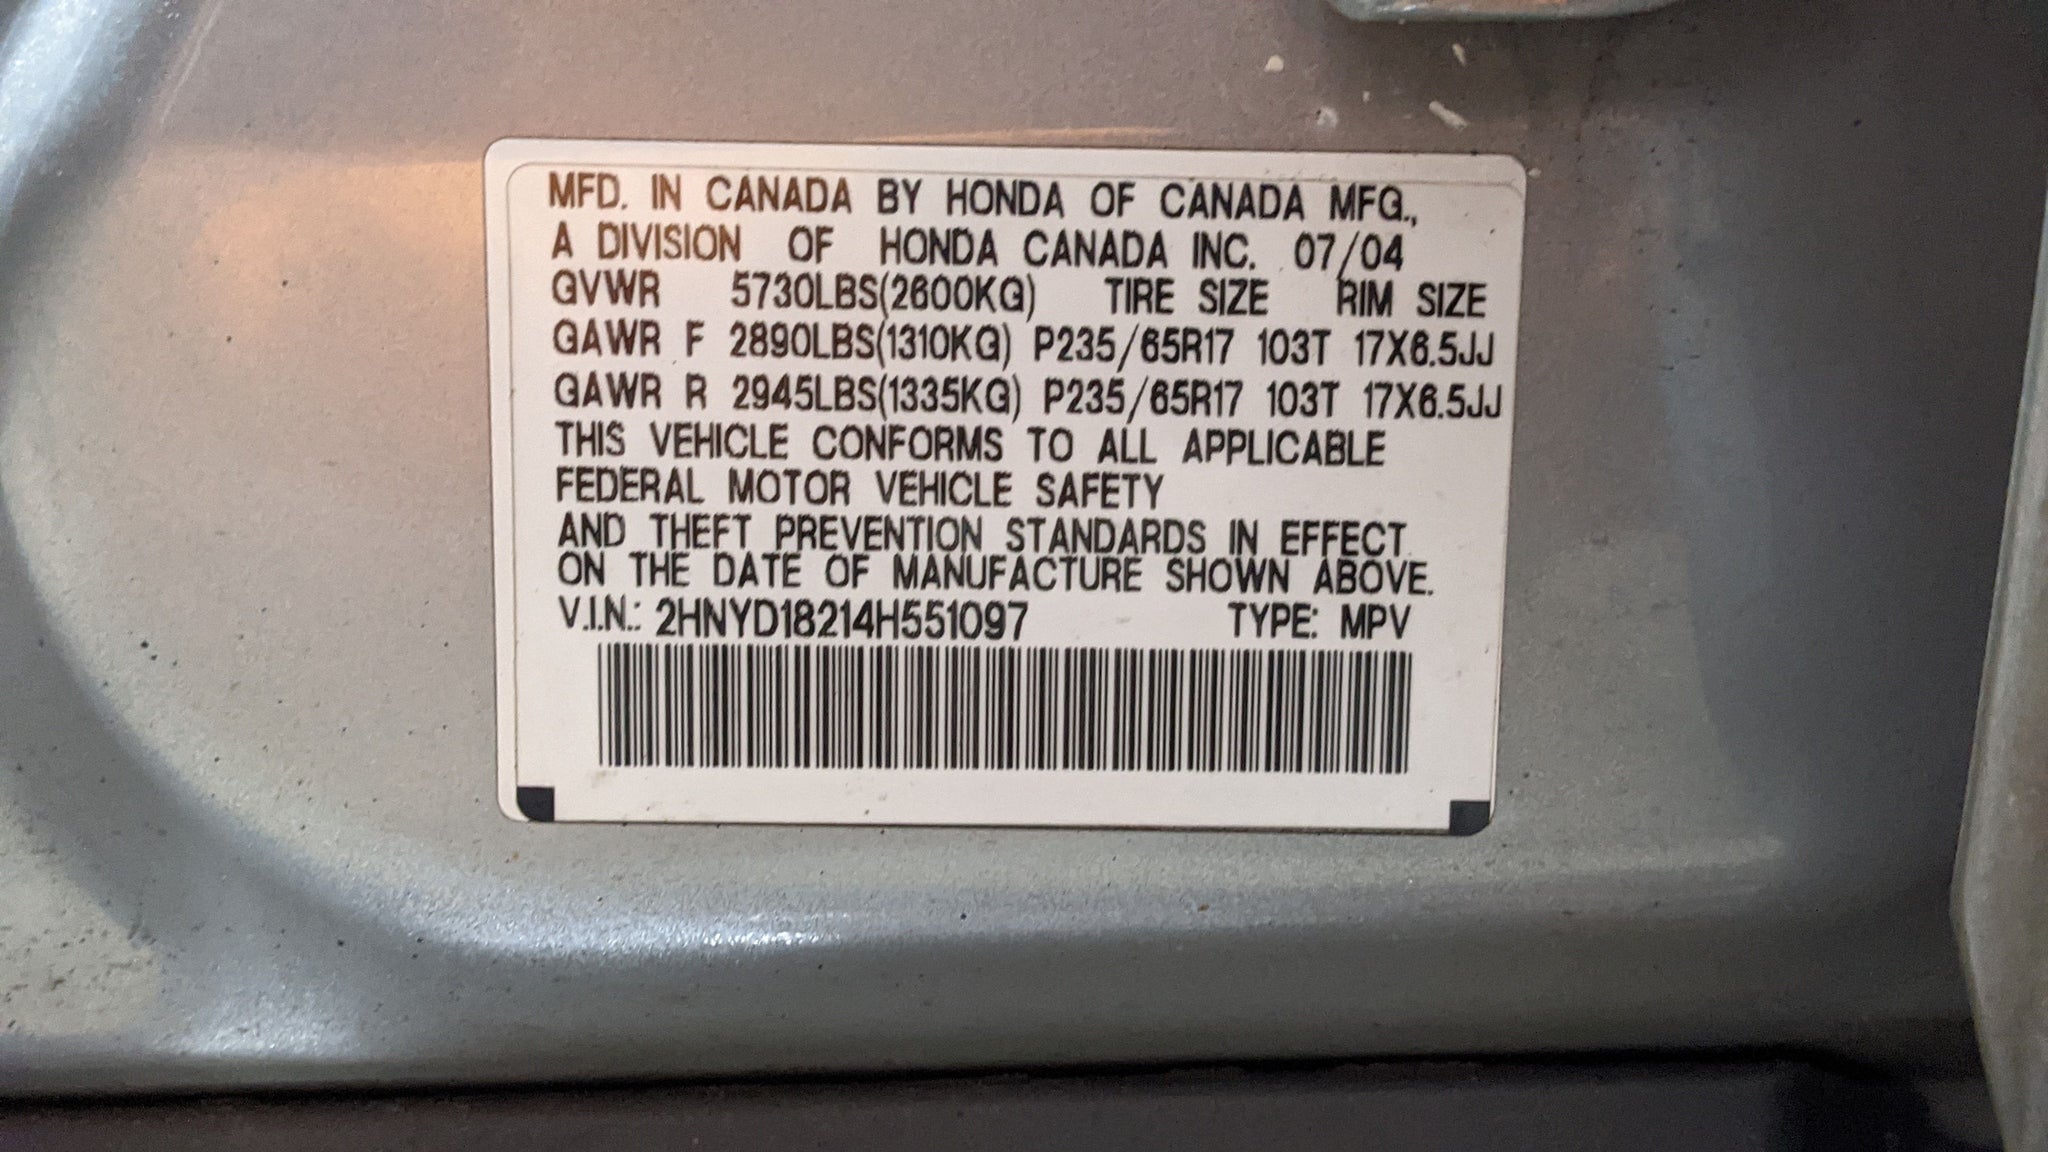 MFD. IN CANADA BY HONDA OF CANADA MFG.,
A DIVISION OF HONDA CANADA INC. 07/04
GVWR 5730LBS(2600KG) TIRE SIZE RIM SIZE
GAWR F 2890LBS(1310KG) P235/65R17 103T 17X6.5JJ
GAWR R 2945LBS(1335KG) P235/65R17 103T 17X6.5JJ
THIS VEHICLE CONFORMS TO ALL APPLICABLE
FEDERAL MOTOR VEHICLE SAFETY
AND THEFT PREVENTION STANDARDS IN EFFECT
ON THE DATE OF MANUFACTURE SHOWN ABOVE.
V.I.N.: 2HNYD18214H551097 TYPE: MPV